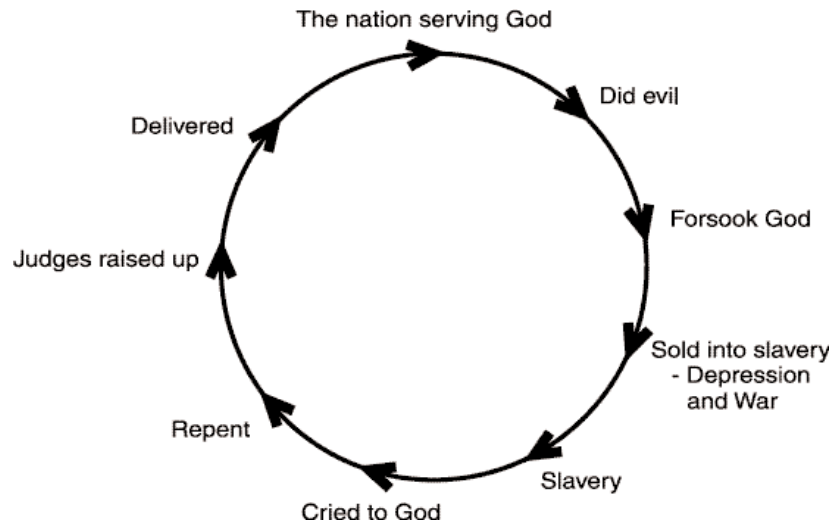 The nation serving God
Did evil
Forsook God
Sold into slavery
- Depression
and War
Slavery
Cried to God
Repent
Judges raised up
Delivered